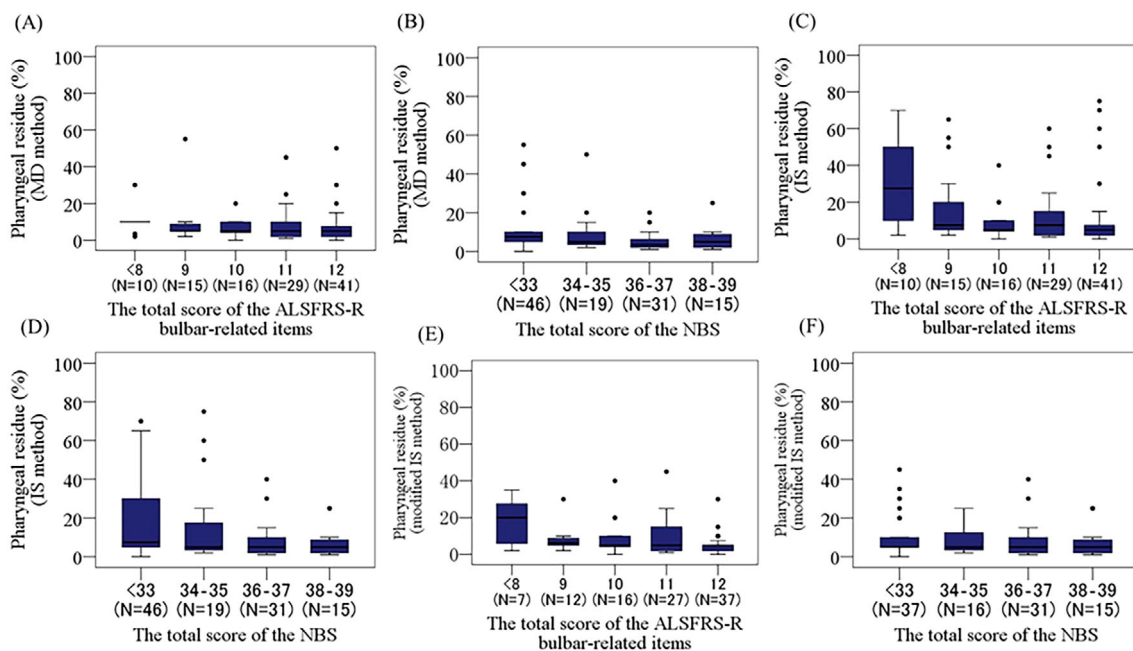 (A)
Pharyngeal residue (%)
(MD method)
100
80
60
40
20
0
<8 9 10 11 12
(N=10) (N=15) (N=16) (N=29) (N=41)
The total score of the ALSFRS-R
bulbar-related items
(B)
Pharyngeal residue (%)
(MD method)
100
80
60
40
20
0
<33 34-35 36-37 38-39
(N=46) (N=19) (N=31) (N=15)
The total score of the NBS
(C)
Pharyngeal residue (%)
(IS method)
100
80
60
40
20
0
<8 9 10 11 12
(N=10) (N=15) (N=16) (N=29) (N=41)
The total score of the ALSFRS-R
bulbar-related items
(D)
Pharyngeal residue (%)
(IS method)
100
80
60
40
20
0
<33 34-35 36-37 38-39
(N=46) (N=19) (N=31) (N=15)
The total score of the NBS
(E)
Pharyngeal residue (%)
(modified IS method)
100
80
60
40
20
0
<8 9 10 11 12
(N=7) (N=12) (N=16) (N=27) (N=37)
The total score of the ALSFRS-R
bulbar-related items
(F)
Pharyngeal residue (%)
(modified IS method)
100
80
60
40
20
0
<33 34-35 36-37 38-39
(N=37) (N=16) (N=31) (N=15)
The total score of the NBS